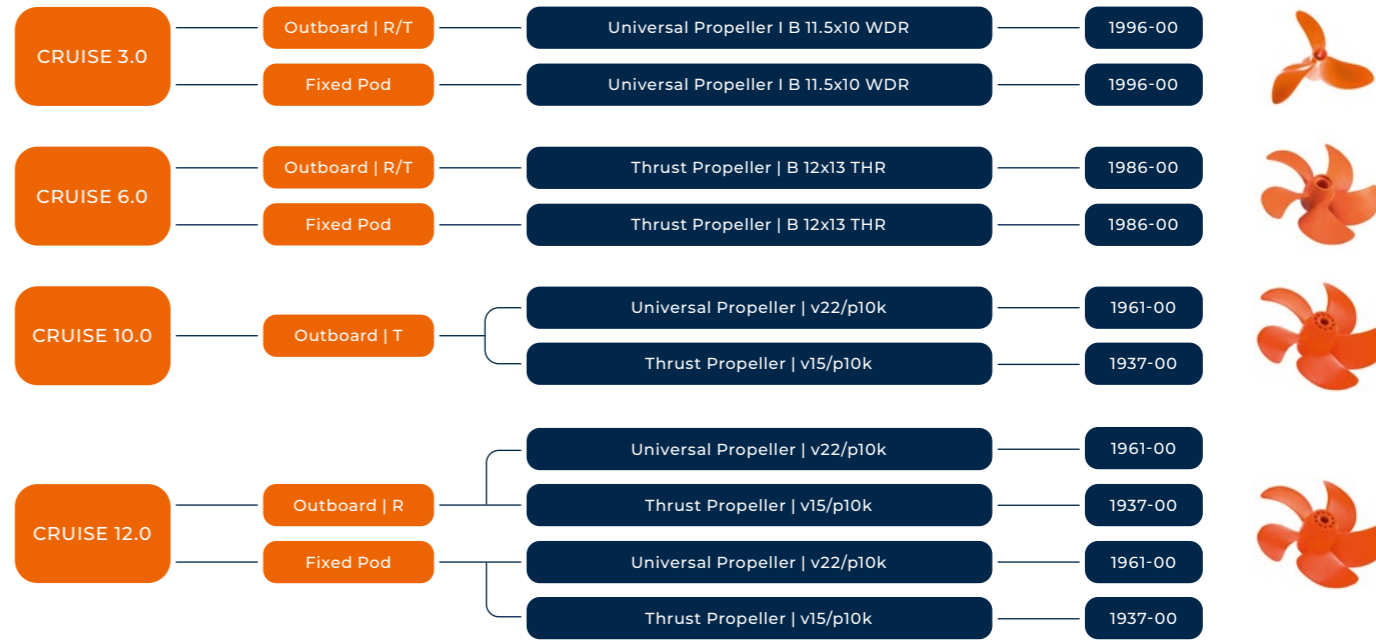 Outboard | R/T Universal Propeller I B 11.5x10 WDR 1996-00
CRUISE 3.0
Fixed Pod Universal Propeller I B 11.5x10 WDR 1996-00
Outboard | R/T Thrust Propeller | B 12x13 THR 1986-00
CRUISE 6.0
Fixed Pod Thrust Propeller | B 12x13 THR 1986-00
Universal Propeller | v22/p10k 1961-00
CRUISE 10.0 Outboard | T
Thrust Propeller | v15/p10k 1937-00
Universal Propeller | v22/p10k 1961-00
Outboard | R Thrust Propeller | v15/p10k 1937-00
CRUISE 12.0
Fixed Pod Universal Propeller | v22/p10k 1961-00
Thrust Propeller | v15/p10k 1937-00